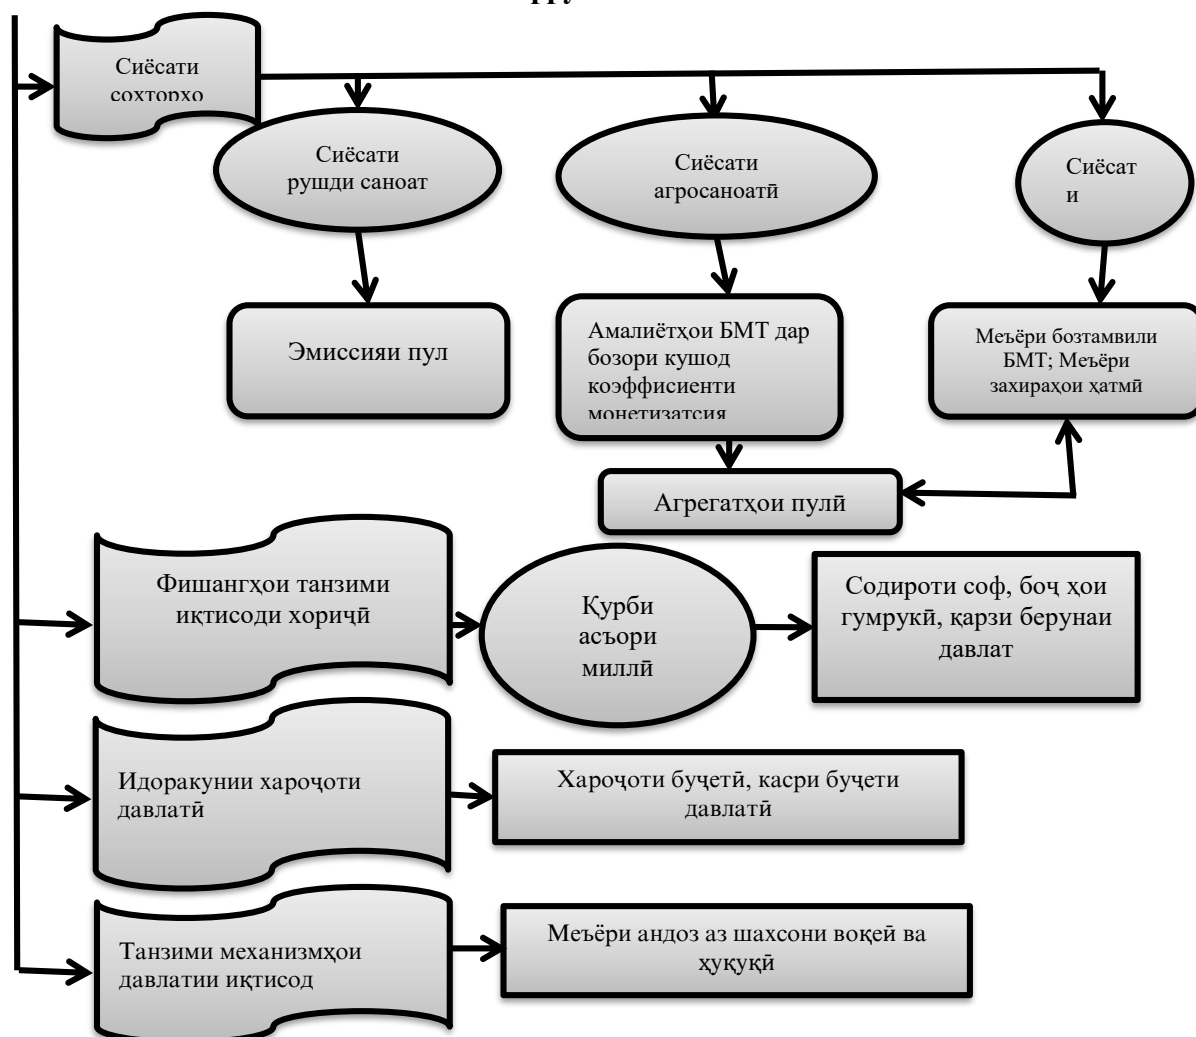 Сиёсати
сохторҳо
Сиёсати
рушди саноат
Сиёсати
агросаноатӣ
Сиёсат
и
Эмиссияи пул
Амалиётҳои БМТ дар
бозори кушод
коэффисиенти
монетизатсия
Меъёри бозтамвили
БМТ; Меъёри
захираҳои ҳатмӣ
Агрегатҳои пулӣ
Фишангҳои танзими
иқтисоди хориҷӣ
Қурби
асъори
миллӣ
Содироти соф, боҷ ҳои
гумрукӣ, қарзи берунаи
давлат
Идоракунии хароҷоти
давлатӣ
Хароҷоти буҷетӣ, касри буҷети
давлатӣ
Танзими механизмҳои
давлатии иқтисод
Меъёри андоз аз шахсони воқеӣ ва
ҳуқуқӣ